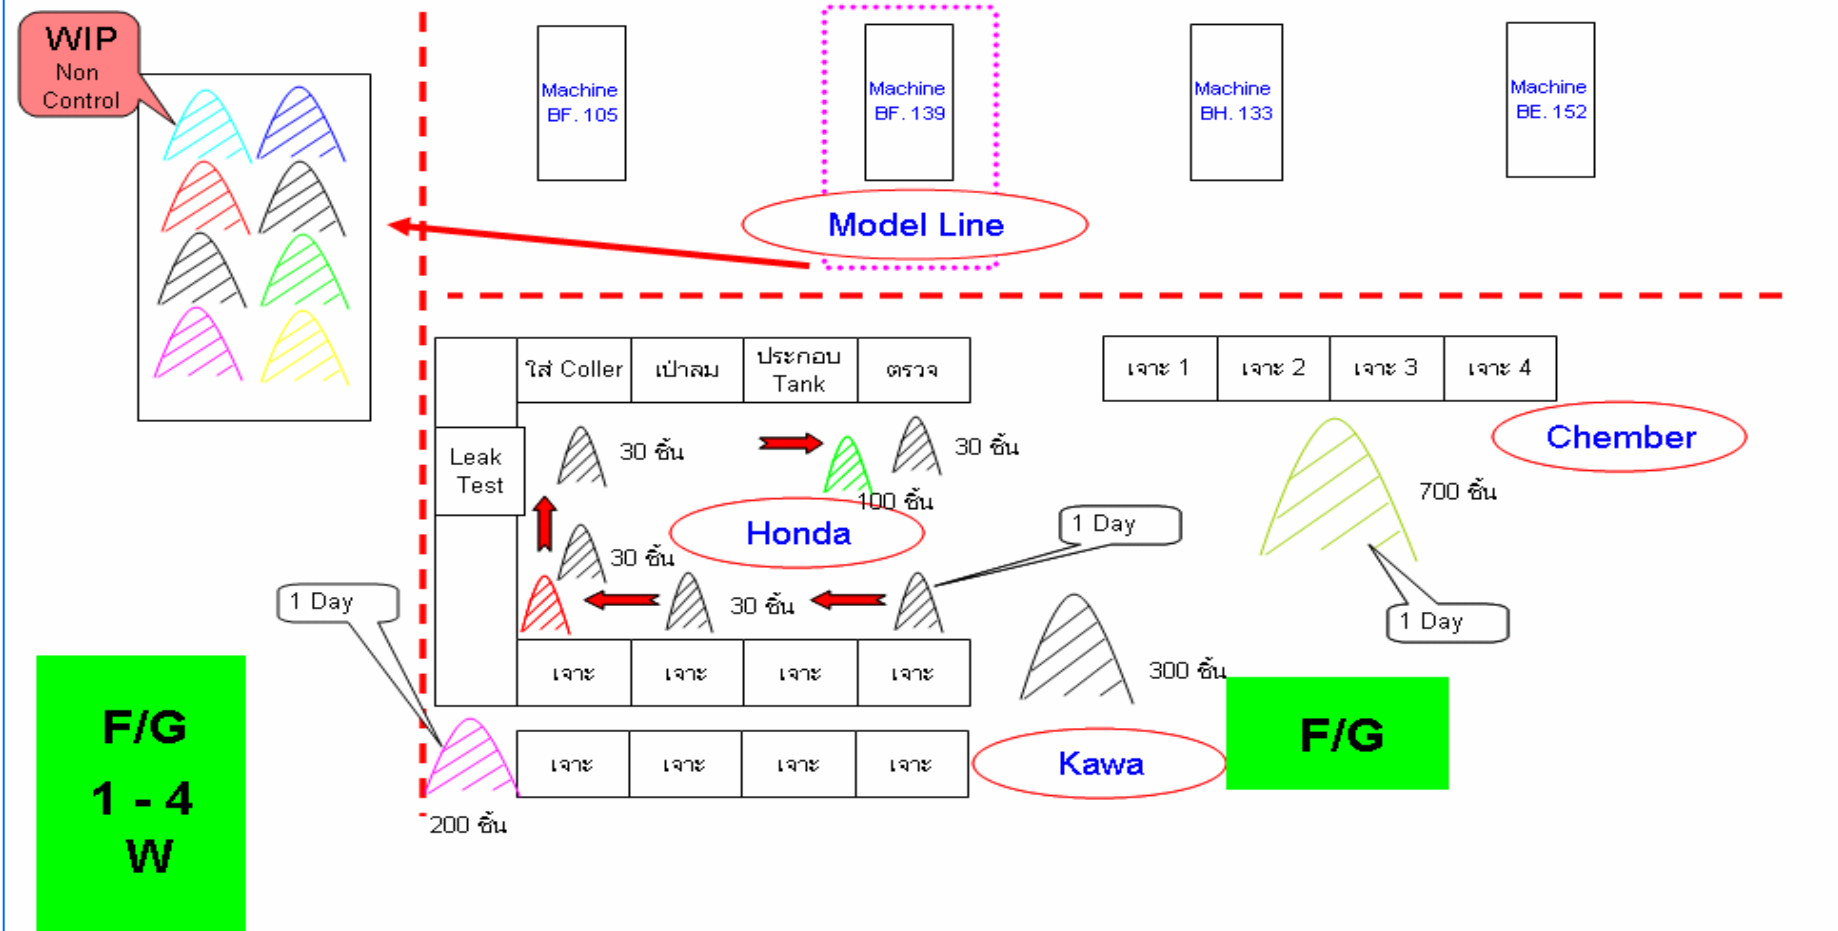 WIP
Non
Control
Machine
BF. 105
Machine
BF. 139
Machine
BH. 133
Machine
BE. 152
Model Line
ใส่ Coller
เป่าลม
ประกอบ
Tank
ตรวจ
เจาะ 1
เจาะ 2
เจาะ 3
เจาะ 4
Chember
Leak
Test
30 ชิ้น
30 ชิ้น
100 ชิ้น
700 ชิ้น
Honda
1 Day
30 ชิ้น
30 ชิ้น
1 Day
1 Day
เจาะ
เจาะ
เจาะ
เจาะ
300 ชิ้น
F/G
1 - 4
W
F/G
เจาะ
เจาะ
เจาะ
เจาะ
Kawa
200 ชิ้น